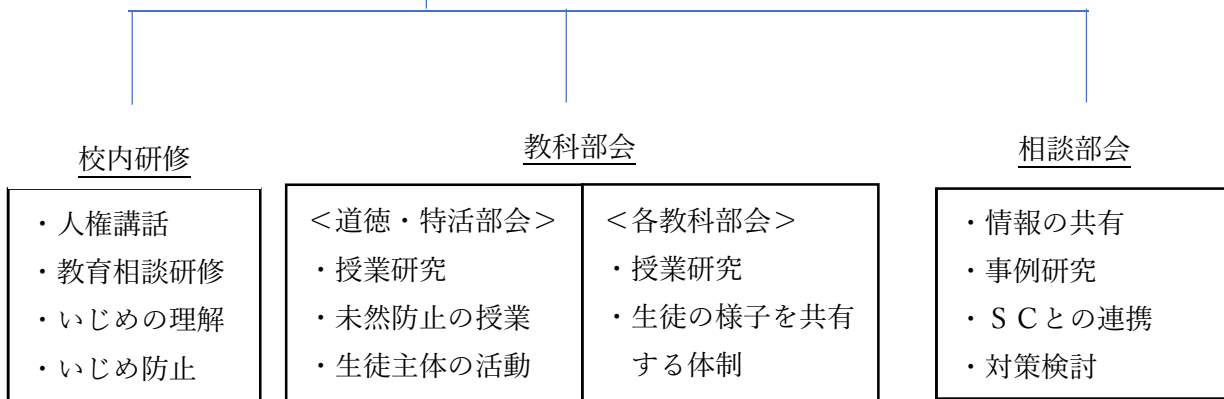 校内研修
・人権講話
・教育相談研修
・いじめの理解
・いじめ防止
教科部会
＜道徳・特活部会＞
・授業研究
・未然防止の授業
・生徒主体の活動
＜各教科部会＞
・授業研究
・生徒の様子を共有
する体制
相談部会
・情報の共有
・事例研究
・ＳＣとの連携
・対策検討